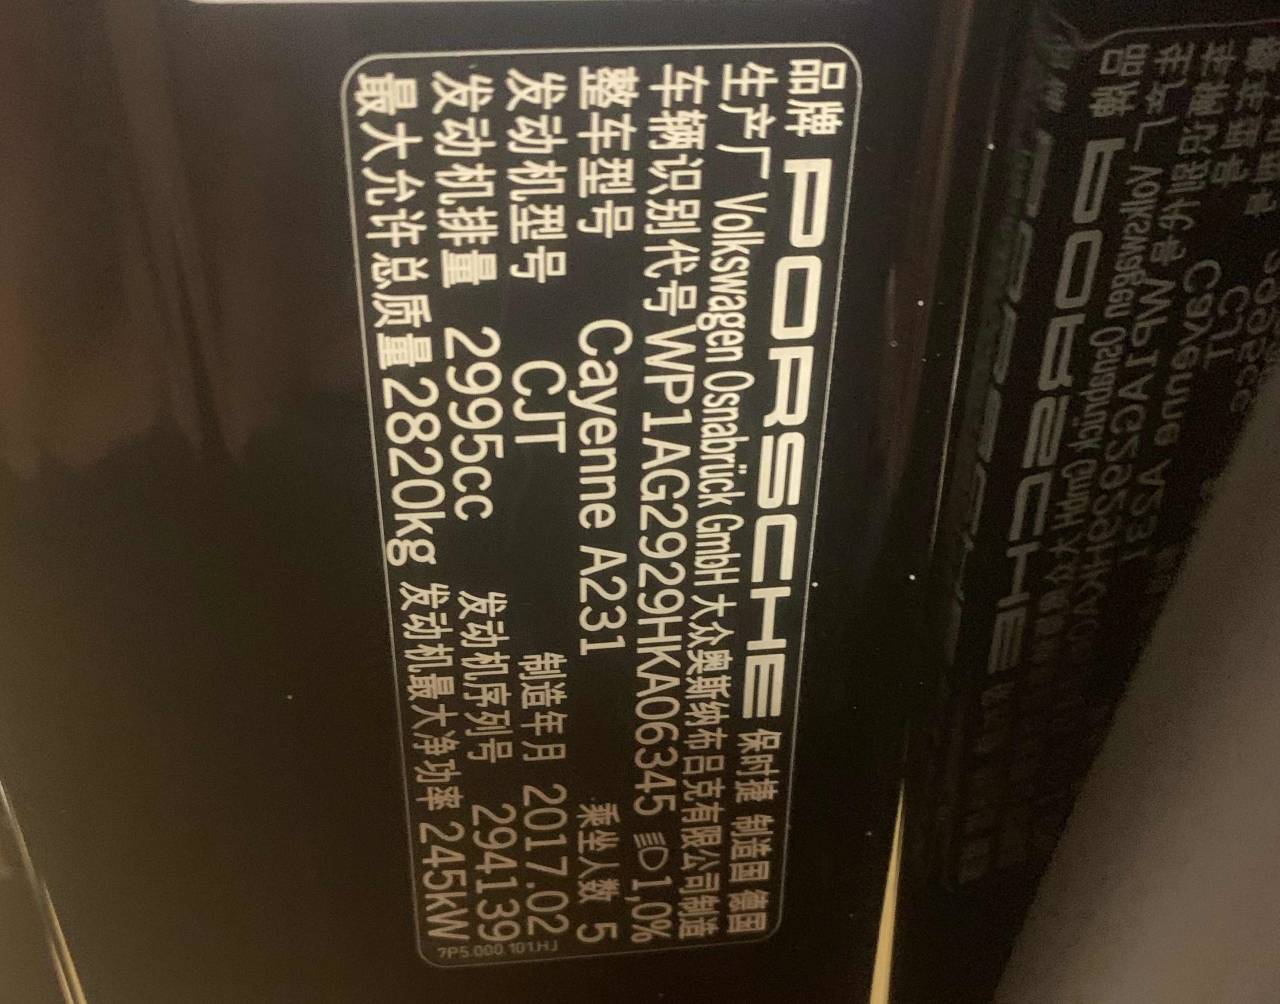 品牌 PORSCHE 保时捷 制造国 德国
生产厂 Volkswagen Osnabrück GmbH 大众奥斯纳布吕克有限公司制造
车辆识别代号 WP1AG2929HKA06345 1,0%
整车型号 Cayenne A231 乘坐人数 5
发动机型号 CJT 制造年月 2017.02
发动机排量 2995cc 发动机序列号 294139
最大允许总质量 2820kg 发动机最大净功率 245kW
7P5.000.101.HJ